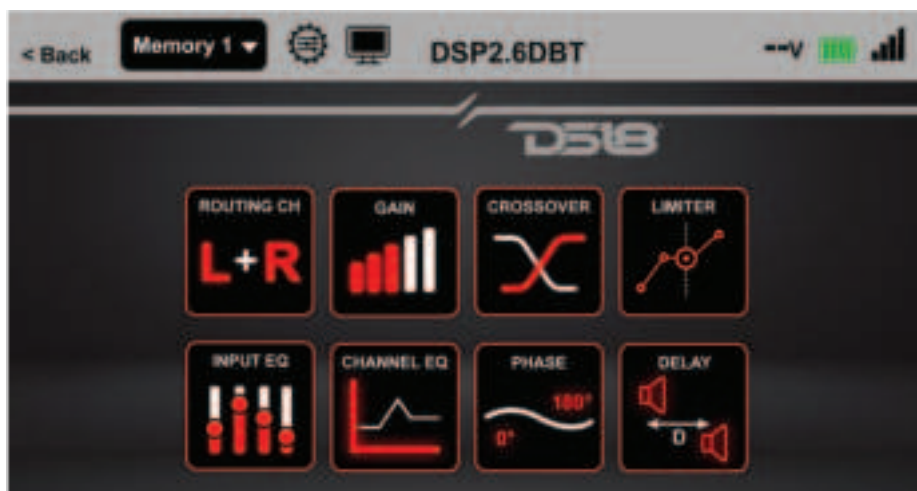 < Back Memory 1 DSP2.6DBT --V
DS18
ROUTING CH GAIN CROSSOVER LIMITER
L+R
INPUT EQ CHANNEL EQ PHASE DELAY
180°
0°
D